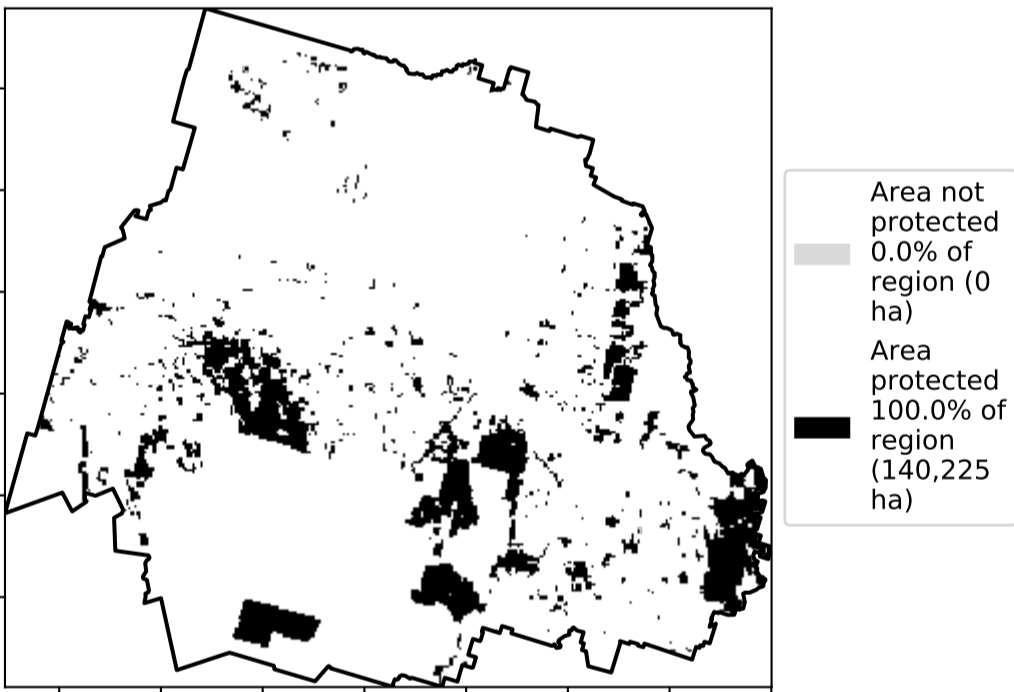 Area not
protected
0.0% of
region (0
ha)
Area
protected
100.0% of
region
(140,225
ha)